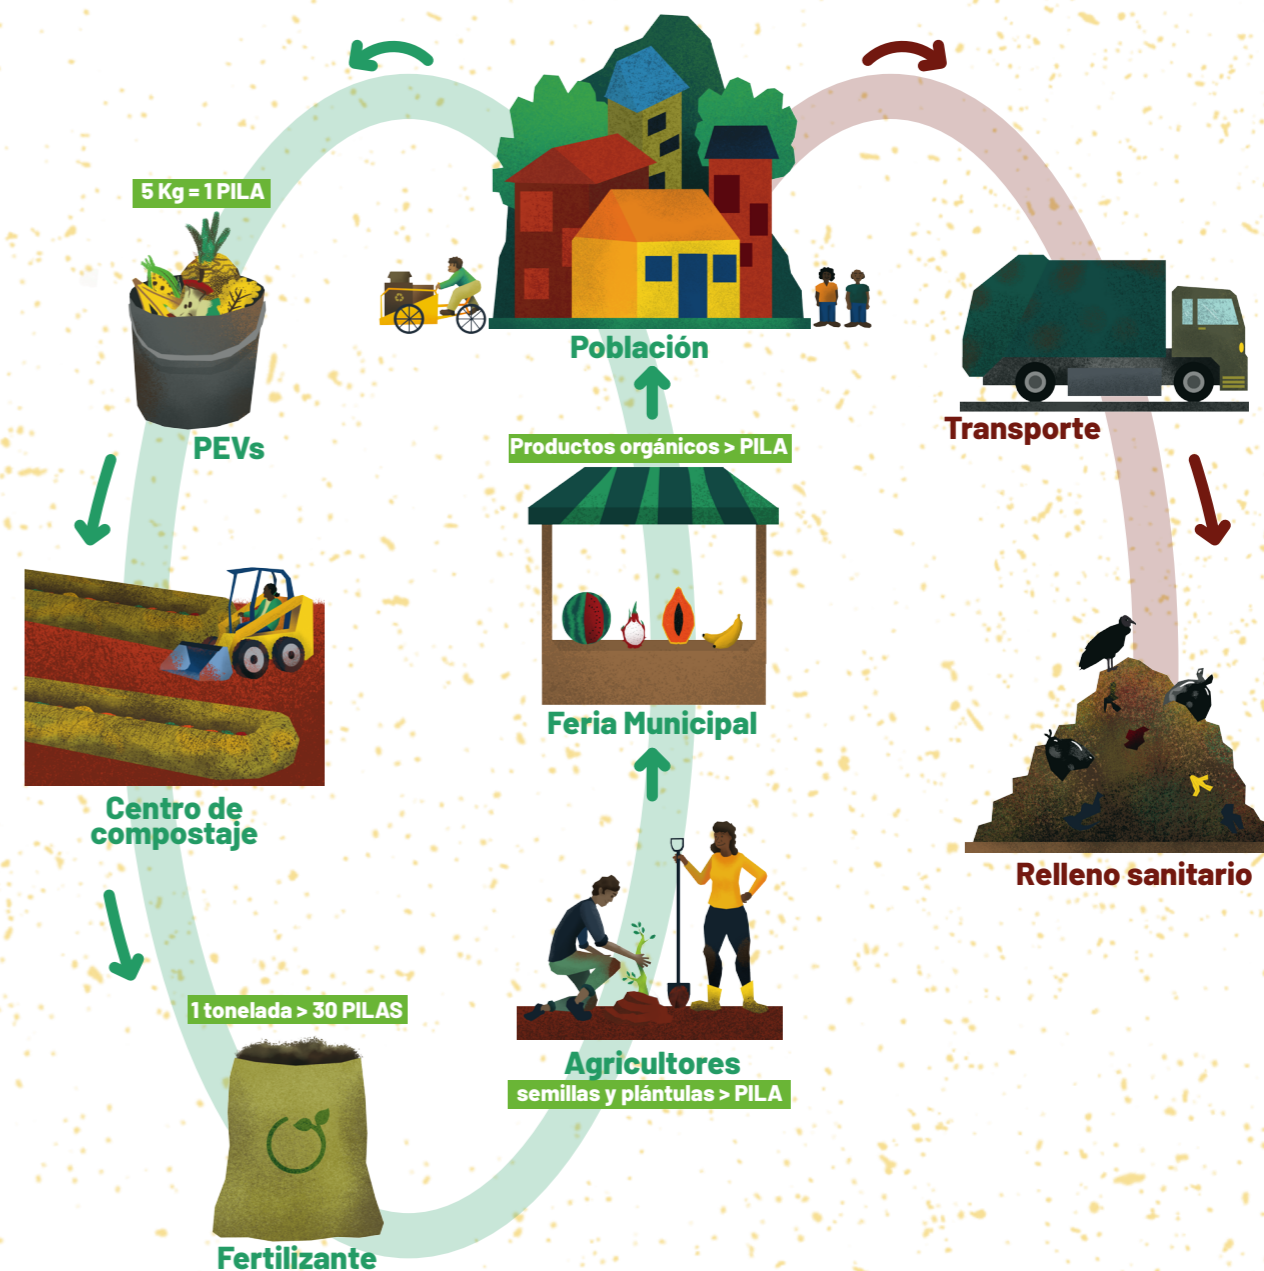 5 Kg = 1 PILA
Población
PEVs
Transporte
Productos orgánicos > PILA
Feria Municipal
Centro de
compostaje
Relleno sanitario
1 tonelada > 30 PILAS
Agricultores
semillas y plántulas > PILA
Fertilizante